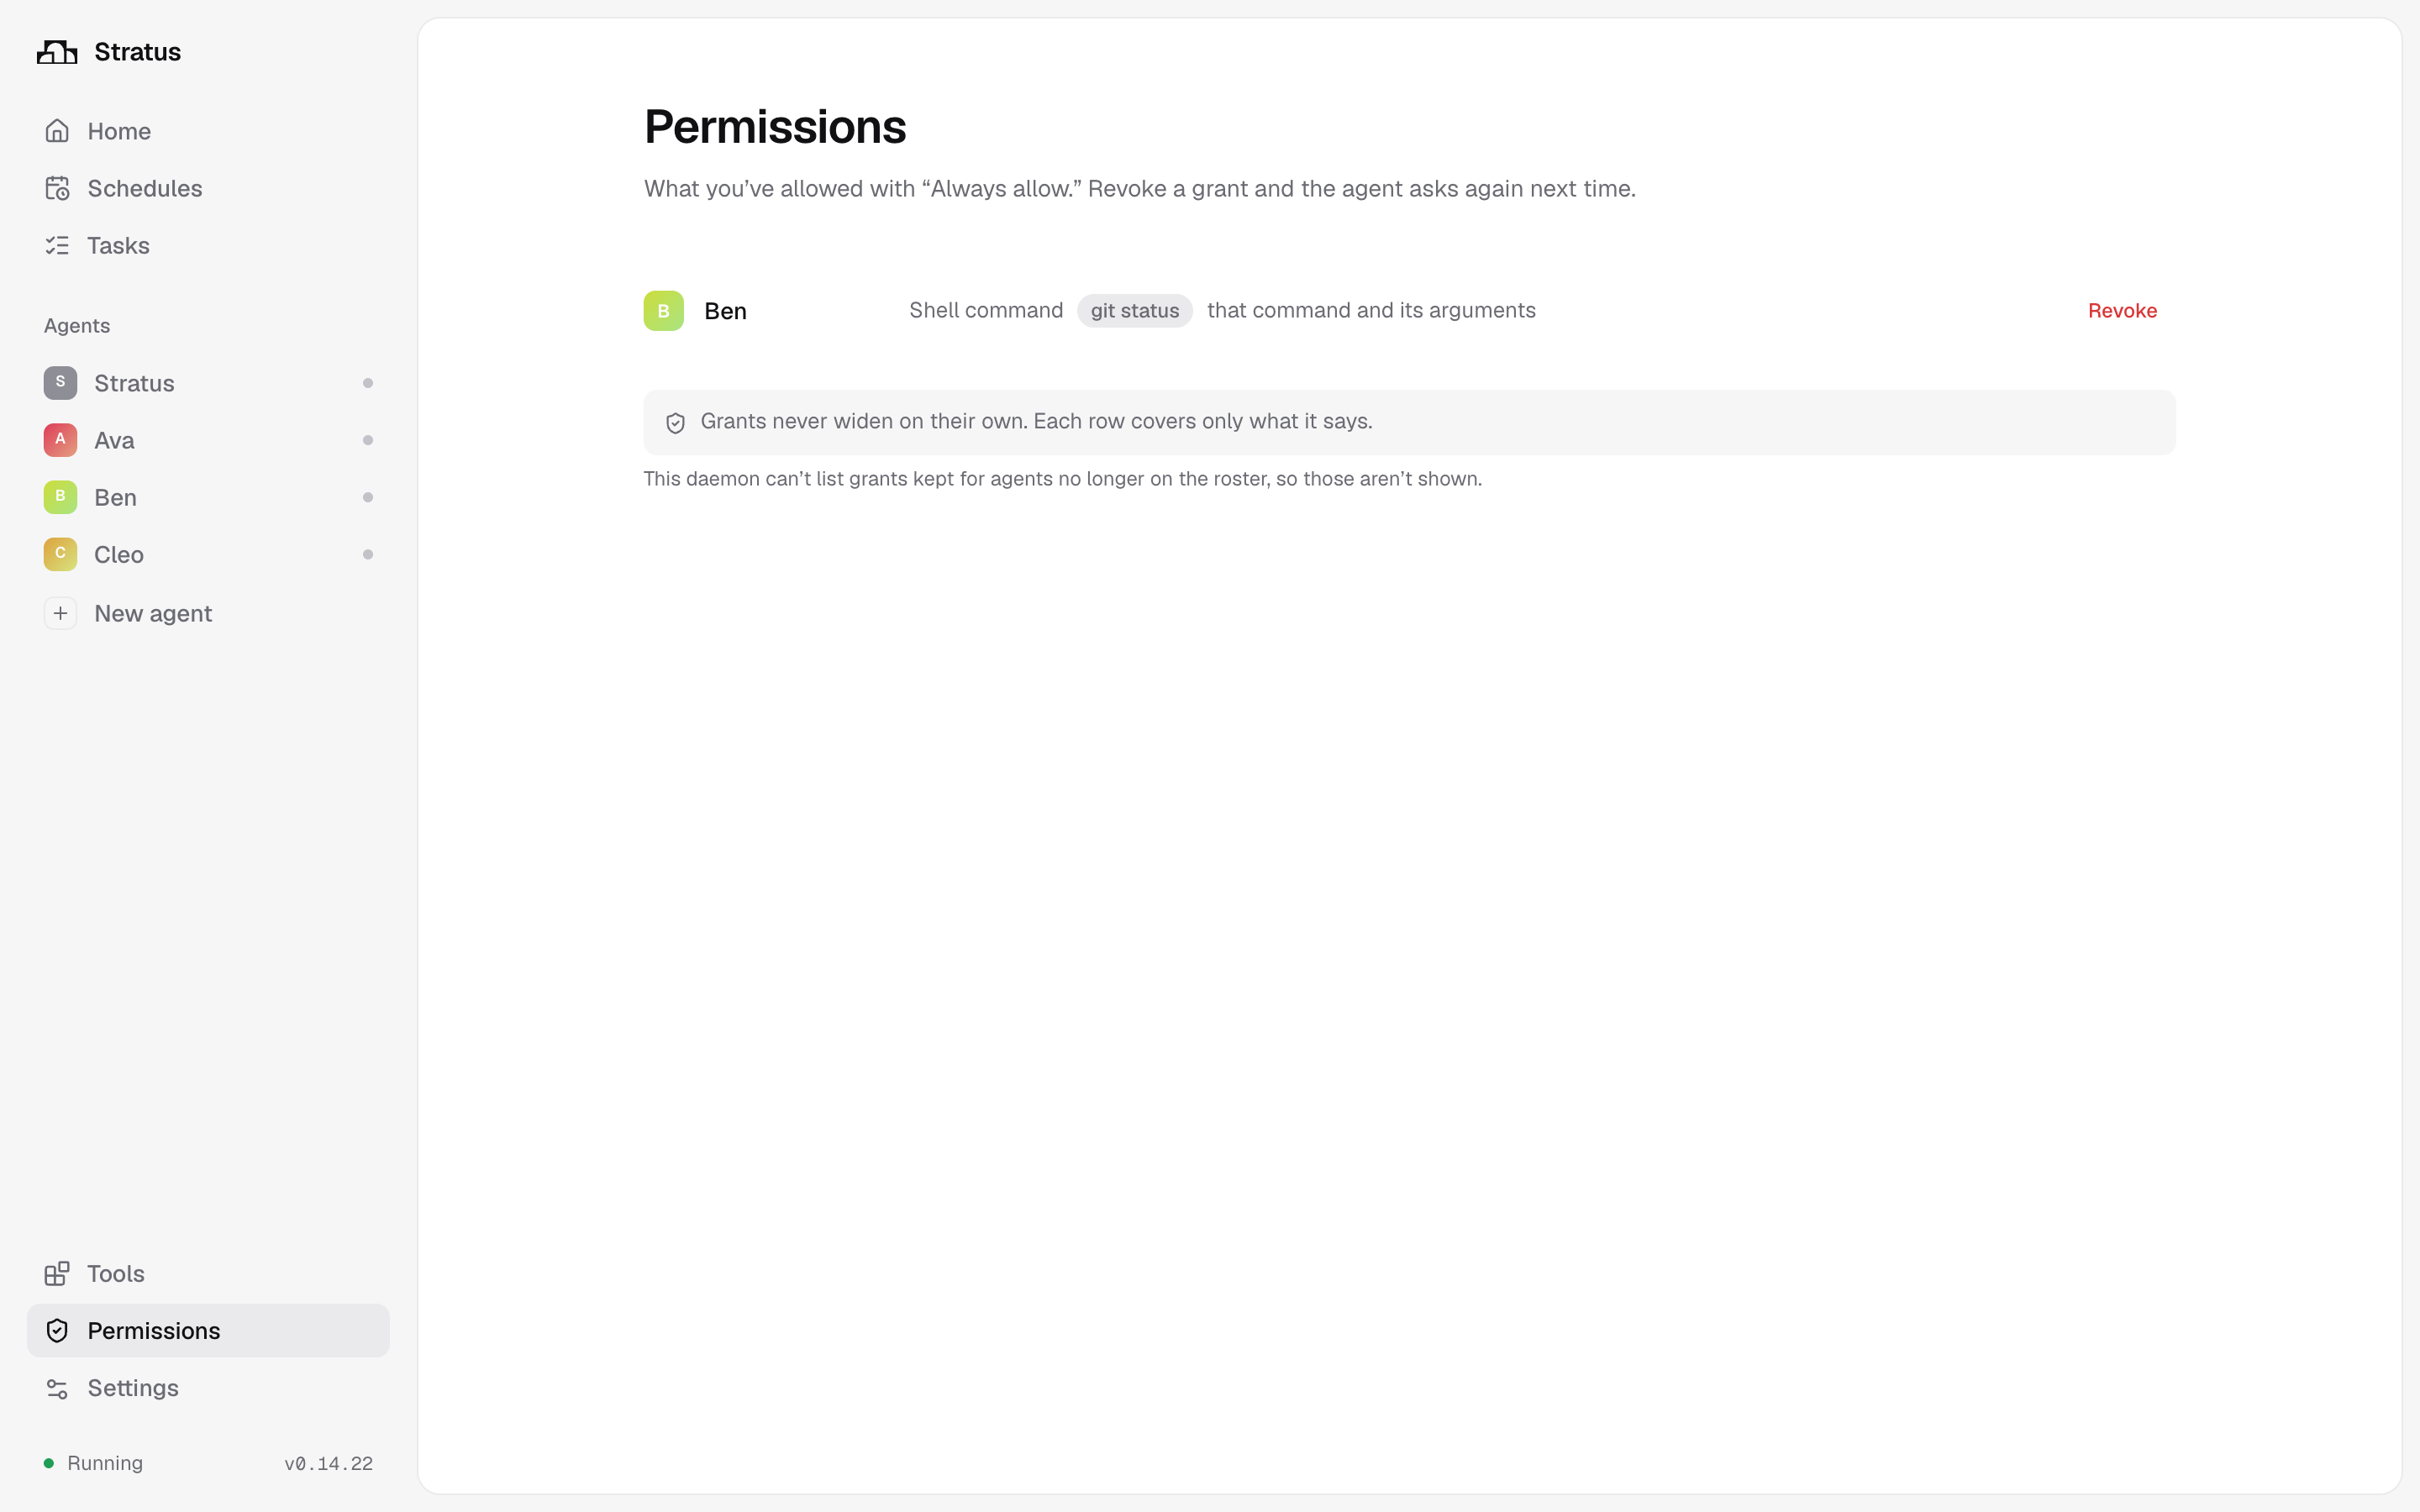 Stratus
Home
Schedules
Tasks
Agents
S Stratus
A Ava
B Ben
C Cleo
New agent
Tools
Permissions
Settings
Running v0.14.22
Permissions
What you’ve allowed with “Always allow.” Revoke a grant and the agent asks again next time.
B Ben Shell command git status that command and its arguments Revoke
Grants never widen on their own. Each row covers only what it says.
This daemon can’t list grants kept for agents no longer on the roster, so those aren’t shown.